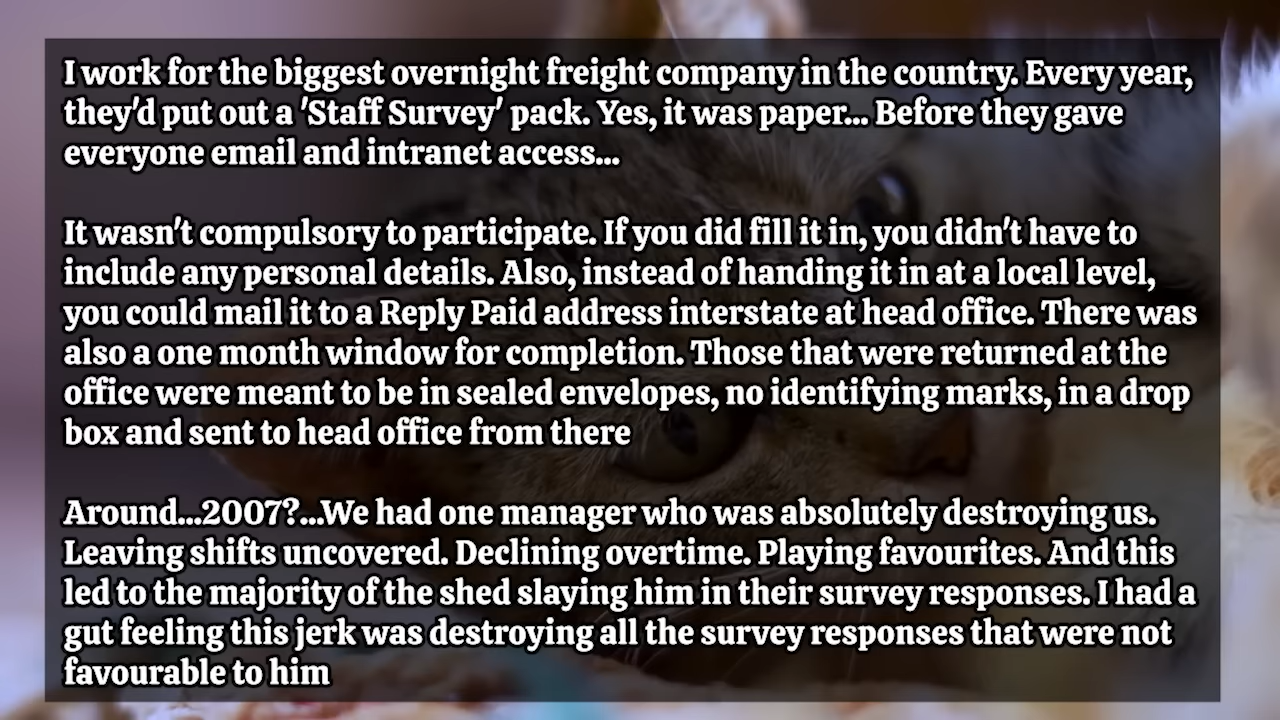 I work for the biggest overnight freight company in the country. Every year,
they'd put out a 'Staff Survey' pack. Yes, it was paper... Before they gave
everyone email and intranet access...
It wasn't compulsory to participate. If you did fill it in, you didn't have to
include any personal details. Also, instead of handing it in at a local level,
you could mail it to a Reply Paid address interstate at head office. There was
also a one month window for completion. Those that were returned at the
office were meant to be in sealed envelopes, no identifying marks, in a drop
box and sent to head office from there
Around...2007?...We had one manager who was absolutely destroying us.
Leaving shifts uncovered. Declining overtime. Playing favourites. And this
led to the majority of the shed slaying him in their survey responses. I had a
gut feeling this jerk was destroying all the survey responses that were not
favourable to him